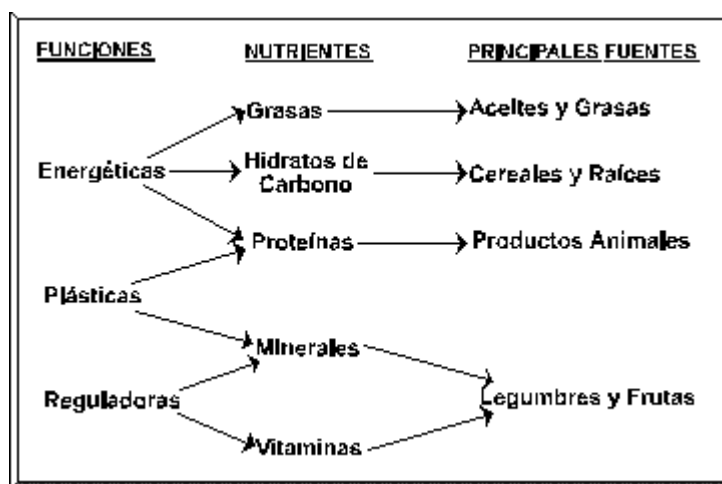 FUNCIONES NUTRIENTES PRINCIPALES FUENTES
Grasas Aceites y Grasas
Energéticas Hidratos de
Carbono Cereales y Raíces
Proteínas Productos Animales
Plásticas
Minerales
Reguladoras Legumbres y Frutas
Vitaminas